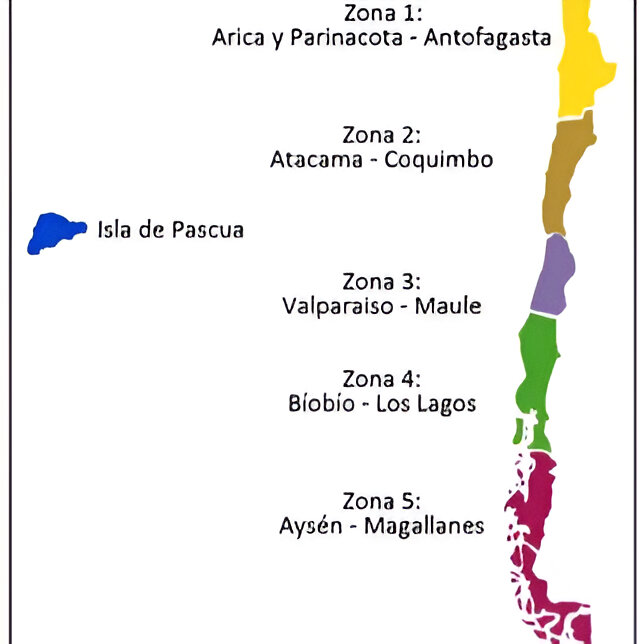 Zona 1:
Arica y Parinacota - Antofagasta
Zona 2:
Atacama - Coquimbo
Isla de Pascua
Zona 3:
Valparaiso - Maule
Zona 4:
Bíobío - Los Lagos
Zona 5:
Aysén - Magallanes